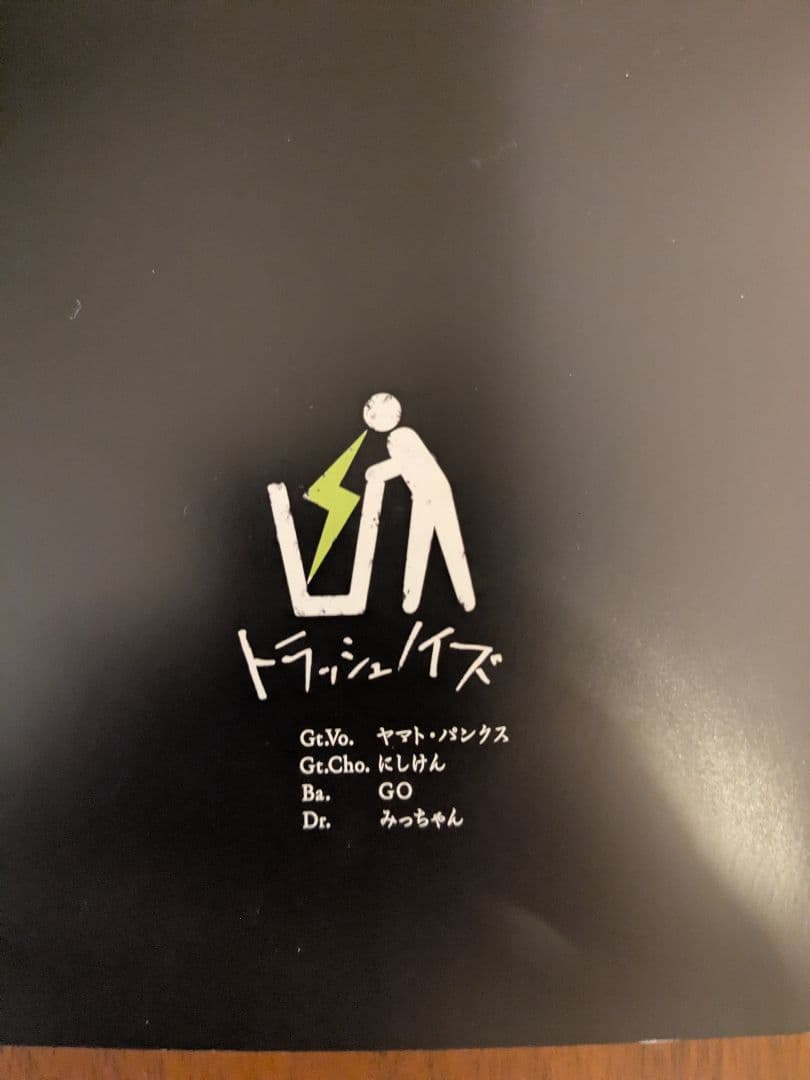 トラッシュノイズ
Gt.Vo. ヤマト・パンクス
Gt.Cho. にしけん
Ba. GO
Dr. みっちゃん